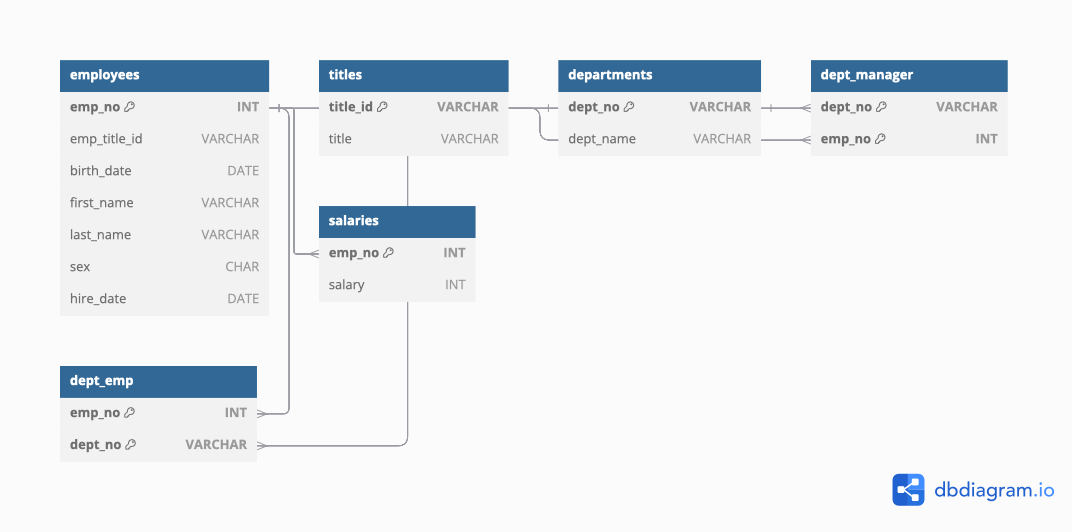 employees
emp_no INT
emp_title_id VARCHAR
birth_date DATE
first_name VARCHAR
last_name VARCHAR
sex CHAR
hire_date DATE
titles
title_id VARCHAR
title VARCHAR
departments
dept_no VARCHAR
dept_name VARCHAR
dept_manager
dept_no VARCHAR
emp_no INT
salaries
emp_no INT
salary INT
dept_emp
emp_no INT
dept_no VARCHAR
dbdiagram.io